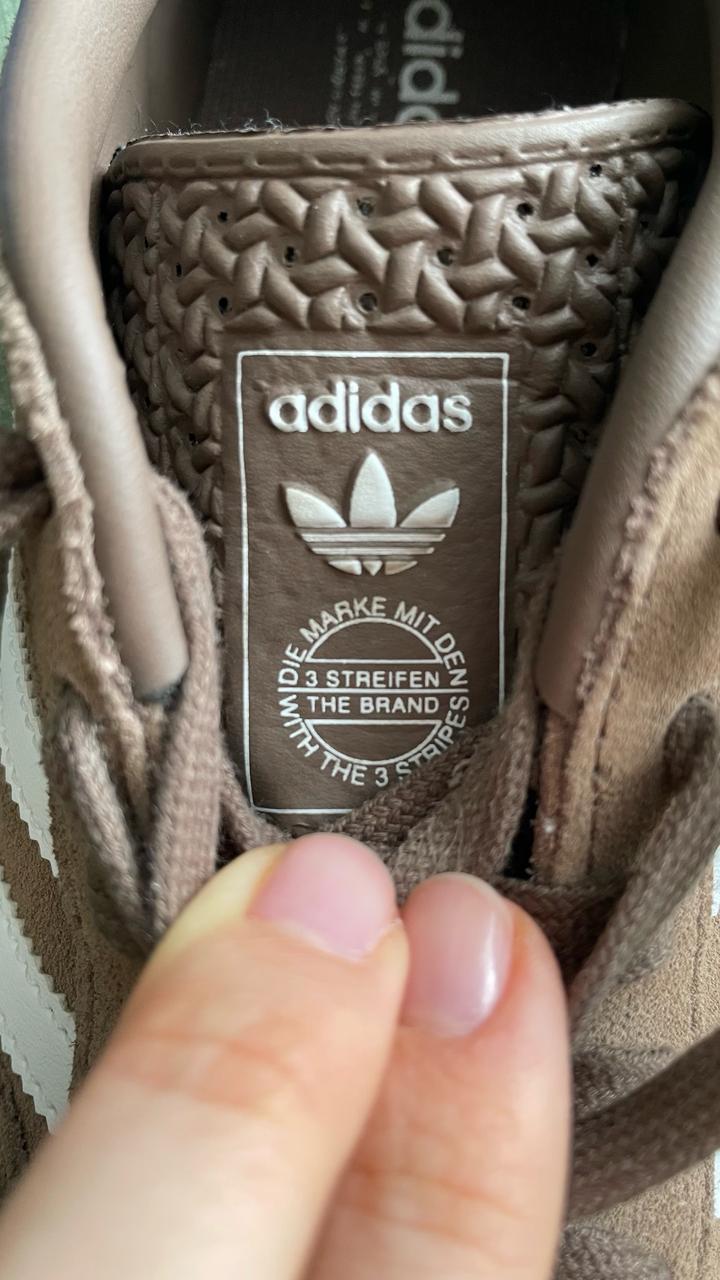 adidas
adidas
DIE MARKE MIT DEN
3 STREIFEN
THE BRAND
WITH THE 3 STRIPES